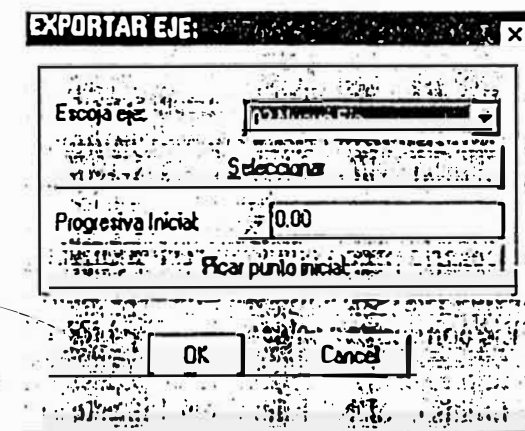 EXPORTAR EJE:
Escoja eje:
Seleccionar
Progresiva Inicial: 0.00
Picar punto inicial
OK Cancel